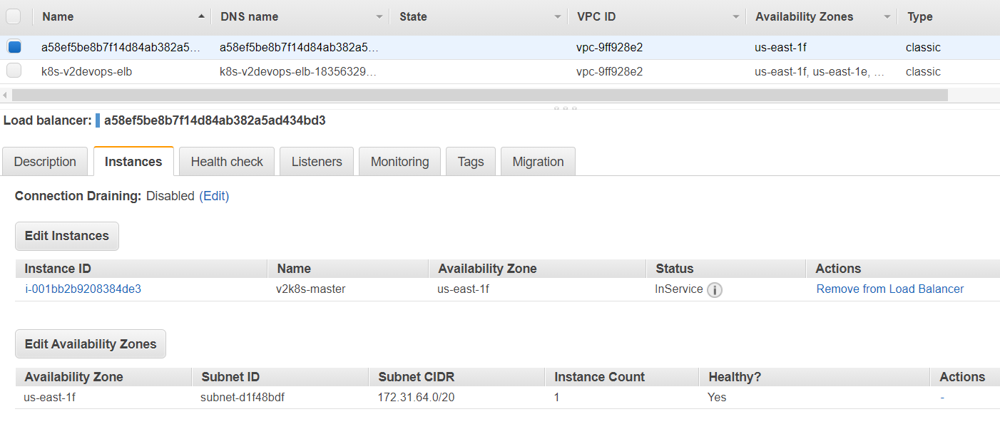 Name DNS name State VPC ID Availability Zones Type
a58ef5be8b7f14d84ab382a5... a58ef5be8b7f14d84ab382a5... vpc-9ff928e2 us-east-1f classic
k8s-v2devops-elb k8s-v2devops-elb-18356329... vpc-9ff928e2 us-east-1f, us-east-1e, ... classic
Load balancer: a58ef5be8b7f14d84ab382a5ad434bd3
Description Instances Health check Listeners Monitoring Tags Migration
Connection Draining: Disabled (Edit)
Edit Instances
Instance ID Name Availability Zone Status Actions
i-001bb2b9208384de3 v2k8s-master us-east-1f InService i Remove from Load Balancer
Edit Availability Zones
Availability Zone Subnet ID Subnet CIDR Instance Count Healthy? Actions
us-east-1f subnet-d1f48bdf 172.31.64.0/20 1 Yes -